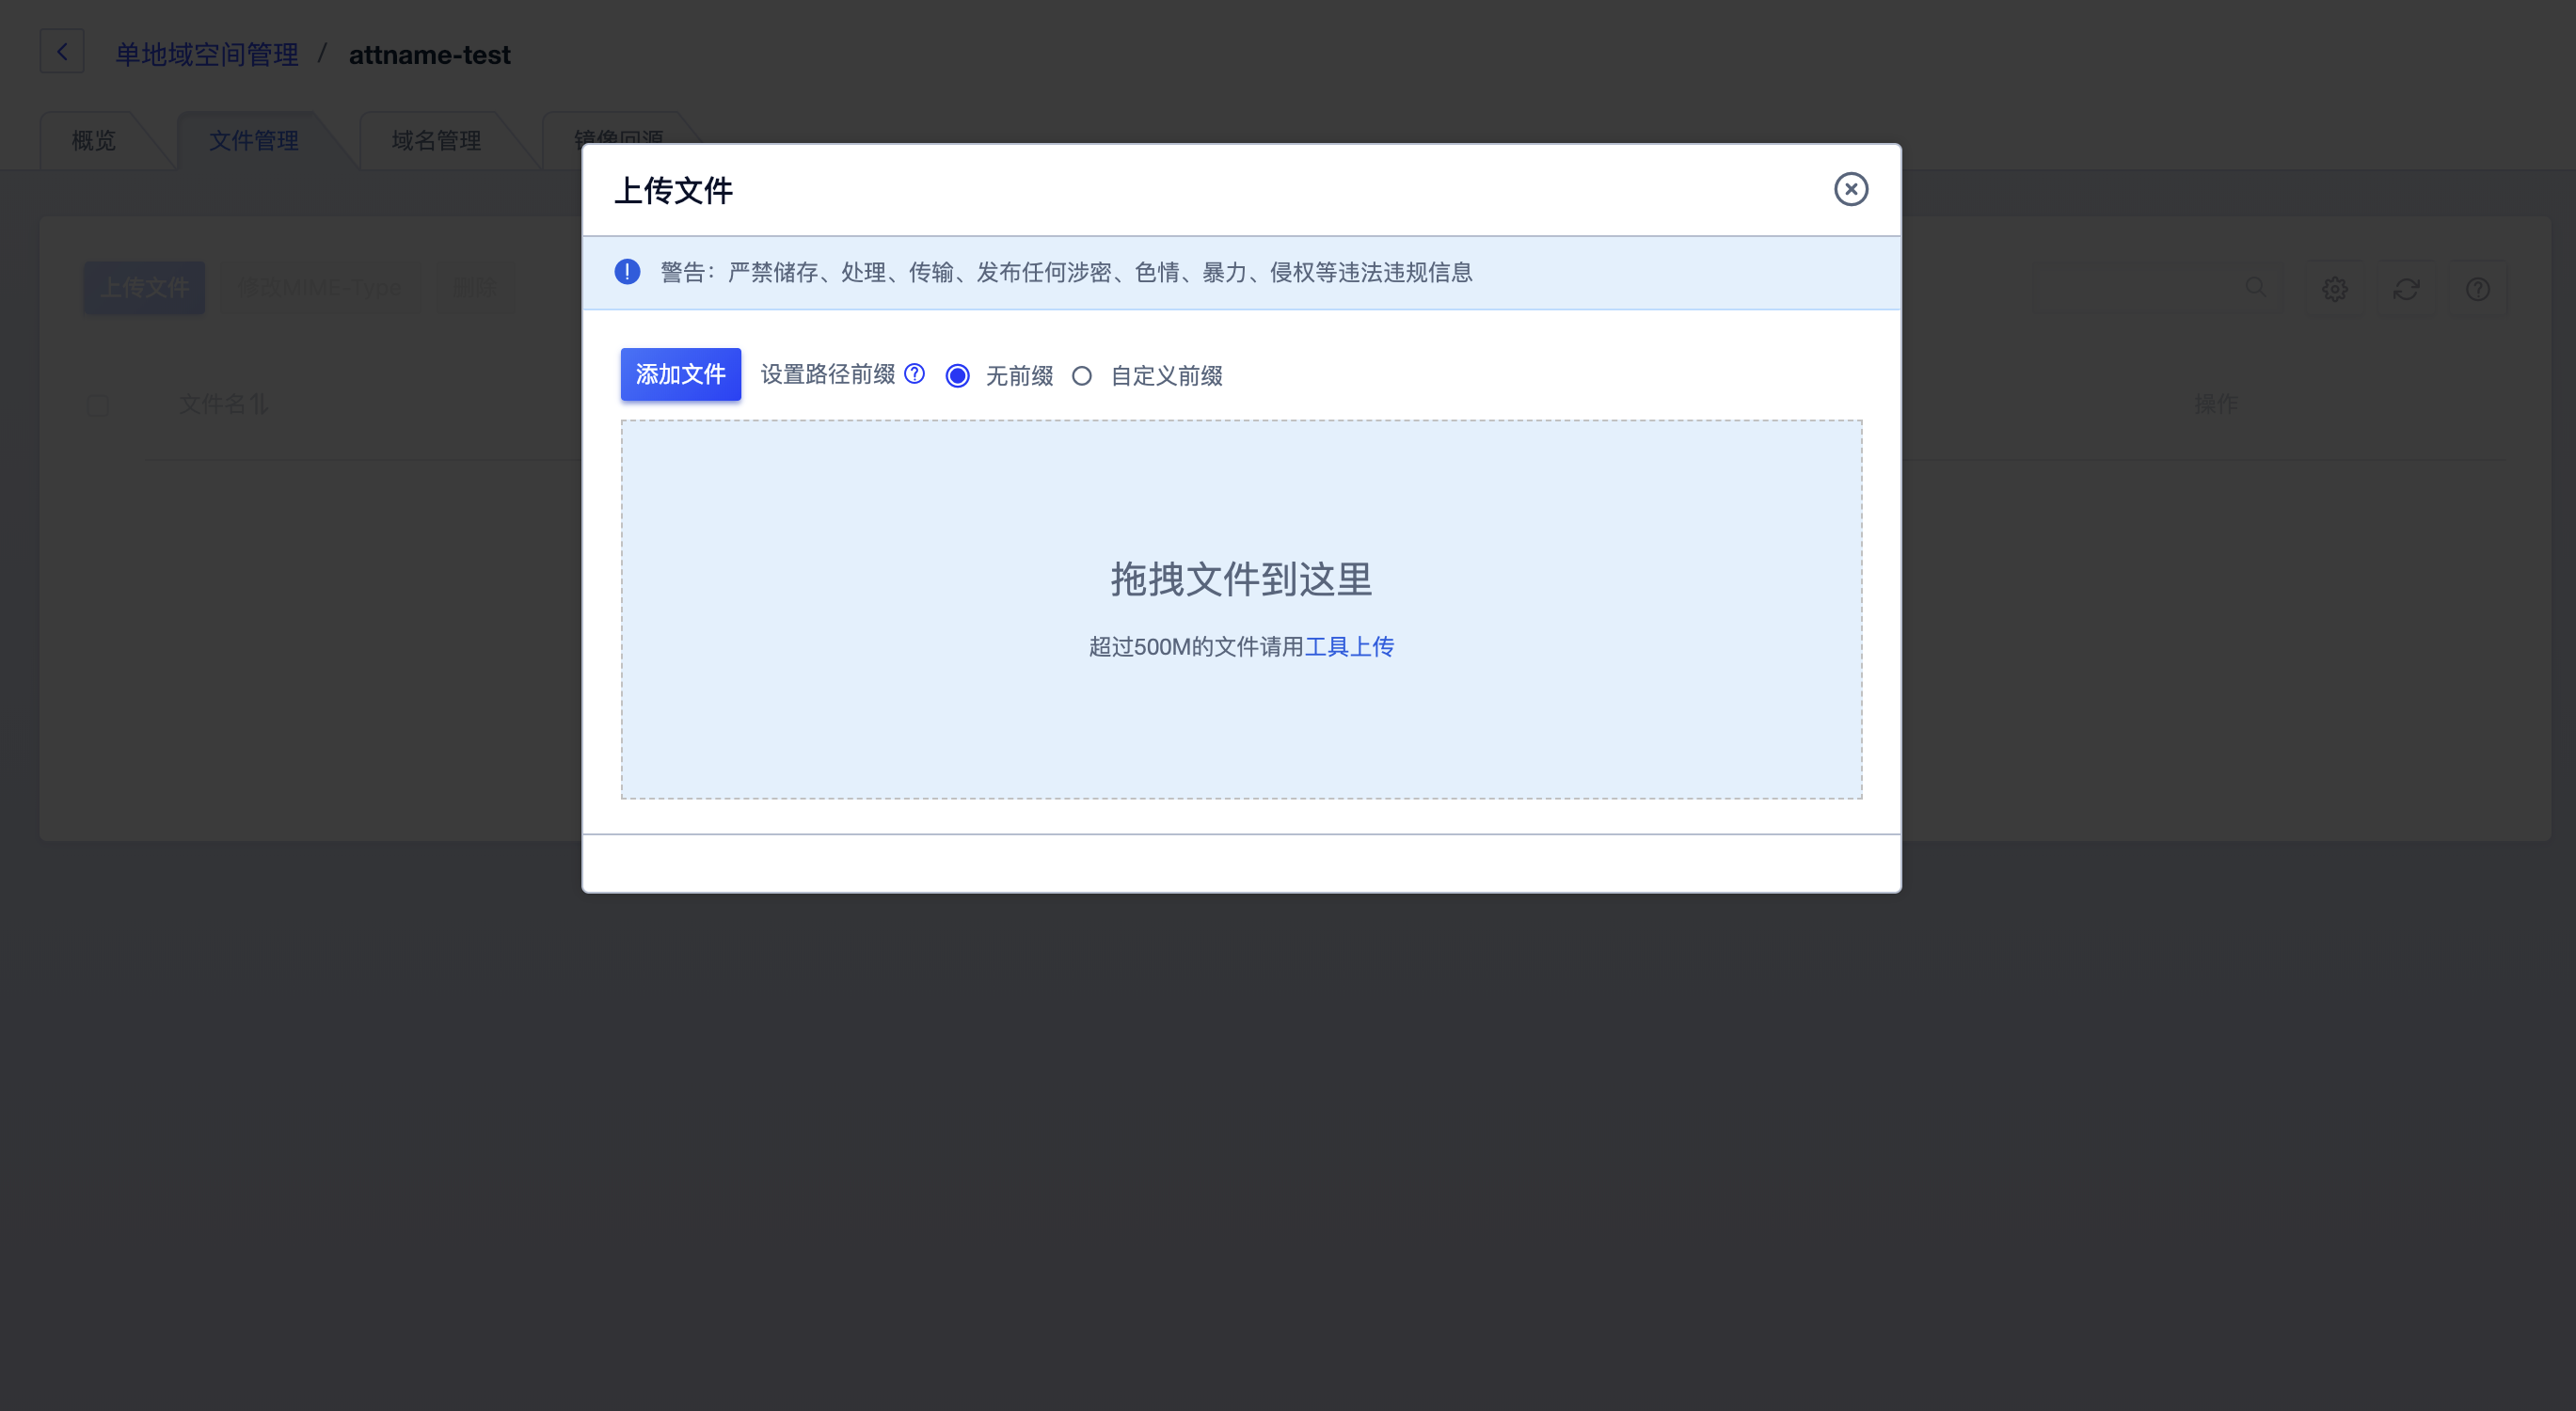 单地域空间管理 / attname-test
概览 文件管理 域名管理 镜像回源
上传文件
上传文件 修改MIME-Type 删除
警告：严禁储存、处理、传输、发布任何涉密、色情、暴力、侵权等违法违规信息
添加文件 设置路径前缀 无前缀 自定义前缀
文件名 操作
拖拽文件到这里
超过500M的文件请用工具上传